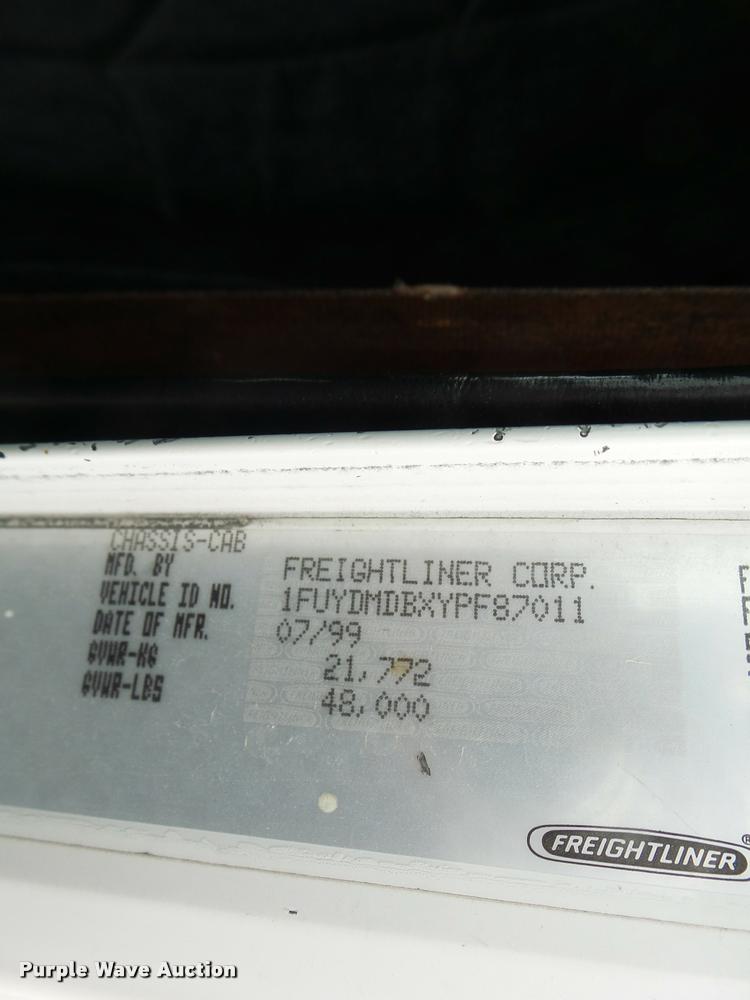 CHASSIS-CAB
MFD. BY FREIGHTLINER CORP.
VEHICLE ID NO. 1FUYDMDBXYPF87011
DATE OF MFR. 07/99
GVWR-KG 21,772
GVWR-LBS 48,000
FREIGHTLINER®
Purple Wave Auction